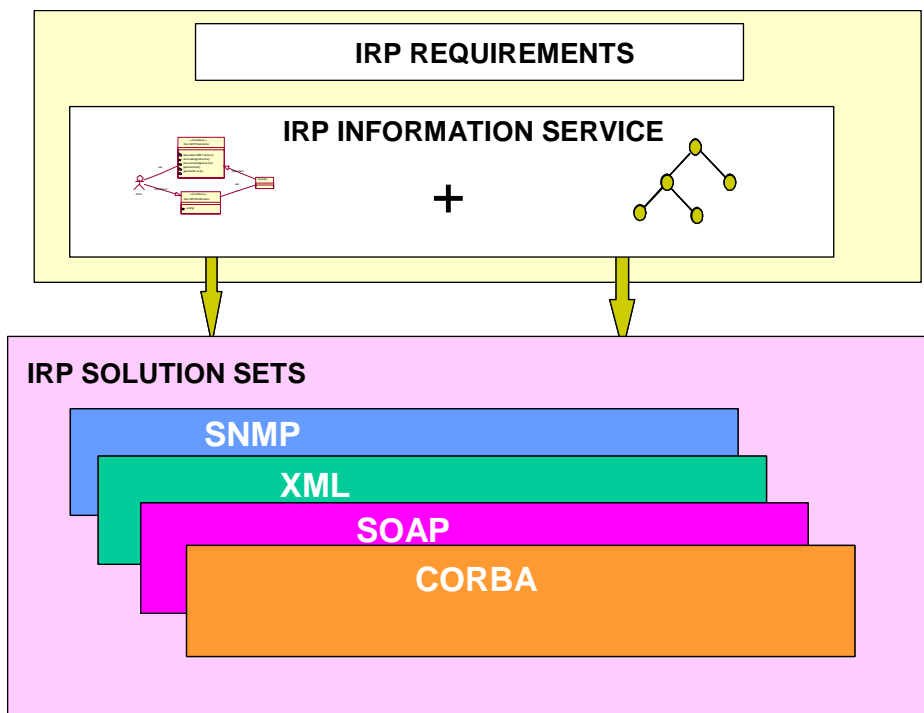 IRP REQUIREMENTS
IRP INFORMATION SERVICE
+
IRP SOLUTION SETS
SNMP
XML
SOAP
CORBA